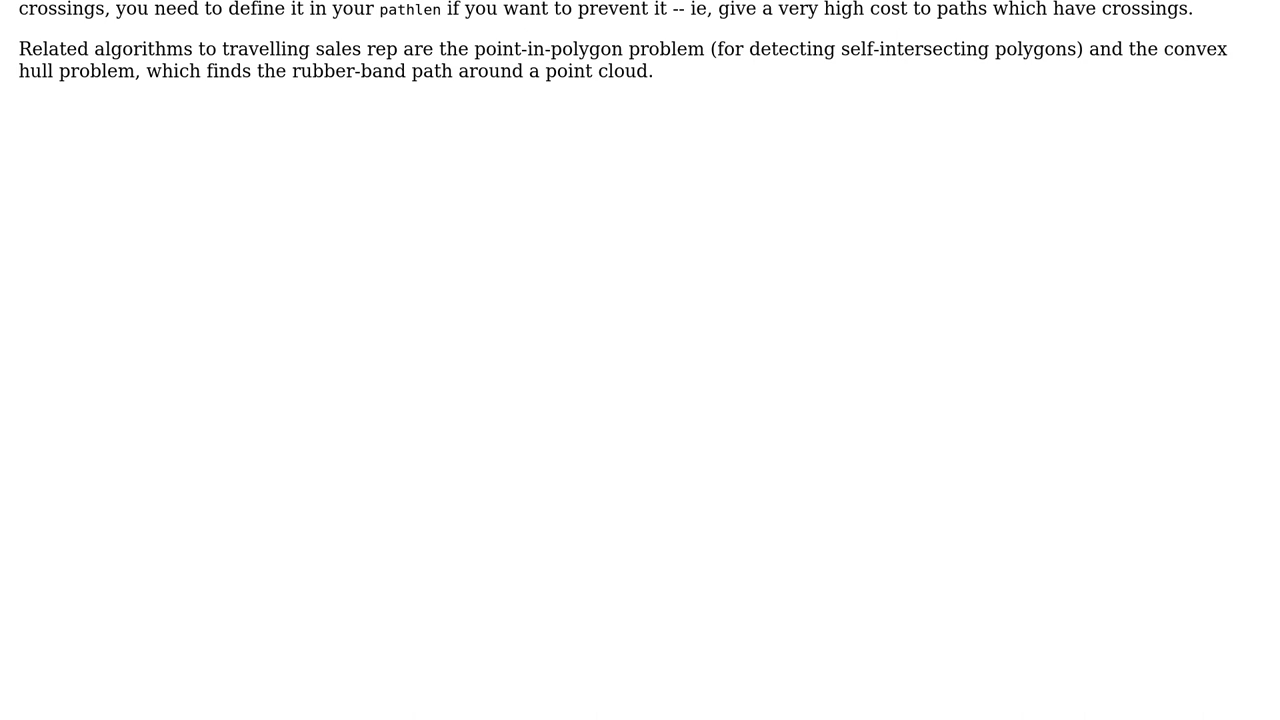 crossings, you need to define it in your pathlen if you want to prevent it -- ie, give a very high cost to paths which have crossings.
Related algorithms to travelling sales rep are the point-in-polygon problem (for detecting self-intersecting polygons) and the convex
hull problem, which finds the rubber-band path around a point cloud.